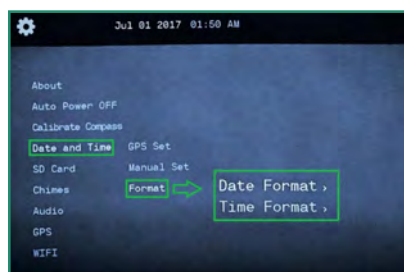 Jul 01 2017 01:50 AM
About
Auto Power OFF
Calibrate Compass
Date and Time GPS Set
SD Card Manual Set
Chimes Format Date Format ›
Audio Time Format ›
GPS
WIFI